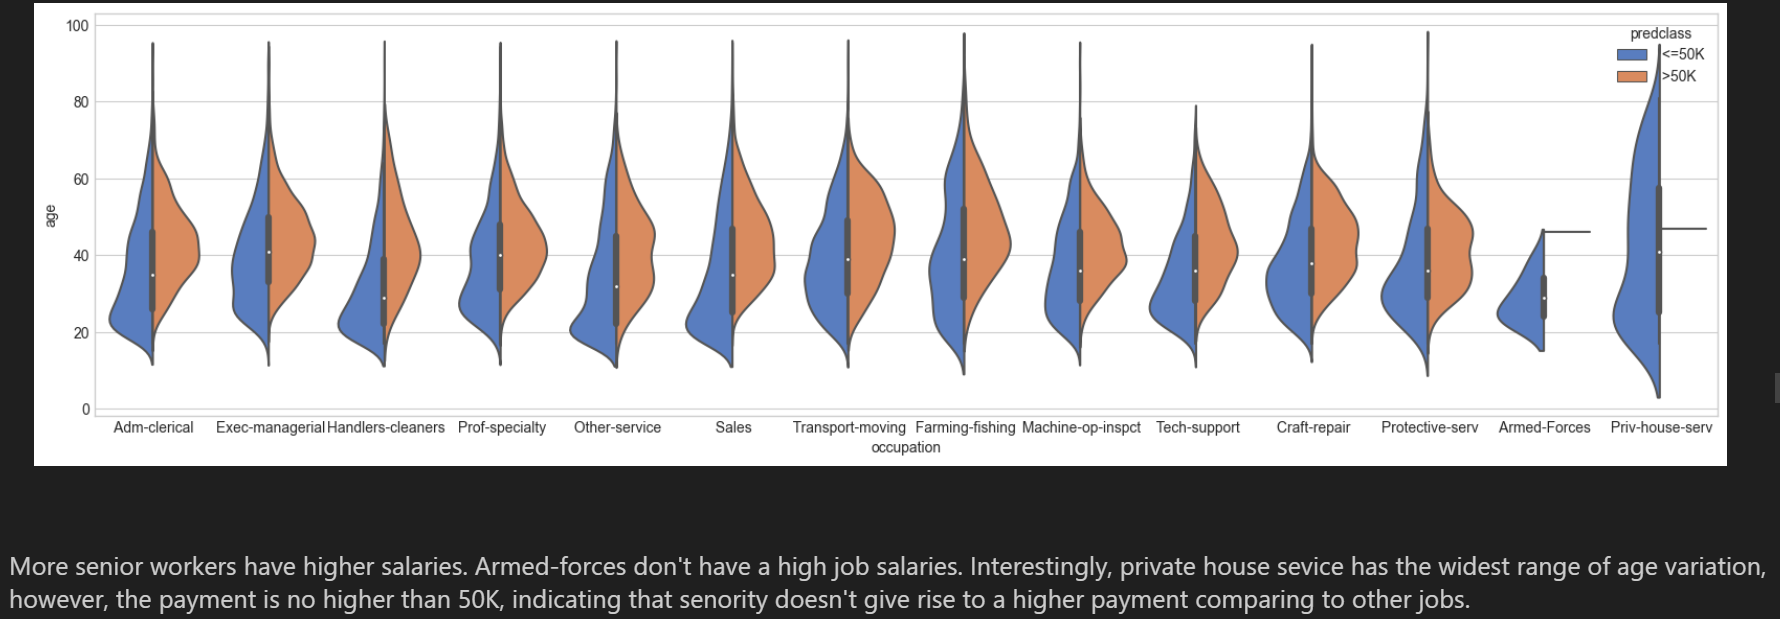 100
predclass
<=50K
>50K
80
60
age
40
20
0
Adm-clerical Exec-managerial Handlers-cleaners Prof-specialty Other-service Sales Transport-moving Farming-fishing Machine-op-inspct Tech-support Craft-repair Protective-serv Armed-Forces Priv-house-serv
occupation
More senior workers have higher salaries. Armed-forces don't have a high job salaries. Interestingly, private house sevice has the widest range of age variation,
however, the payment is no higher than 50K, indicating that senority doesn't give rise to a higher payment comparing to other jobs.